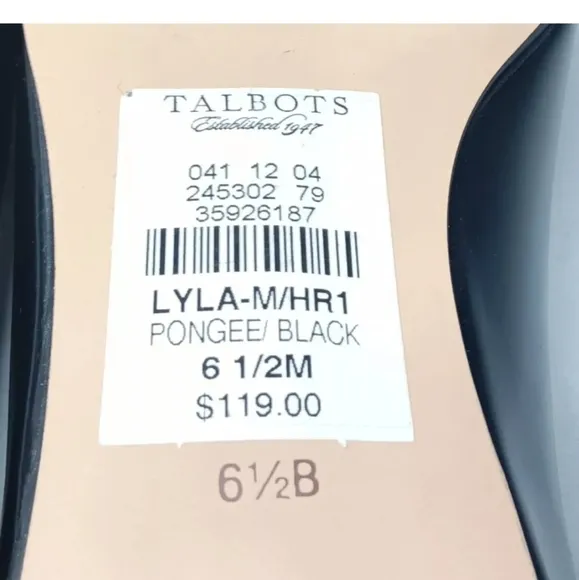 TALBOTS
Established 1947
041 12 04
245302 79
35926187
LYLA-M/HR1
PONGEE/ BLACK
6 1/2M
$119.00
6½B